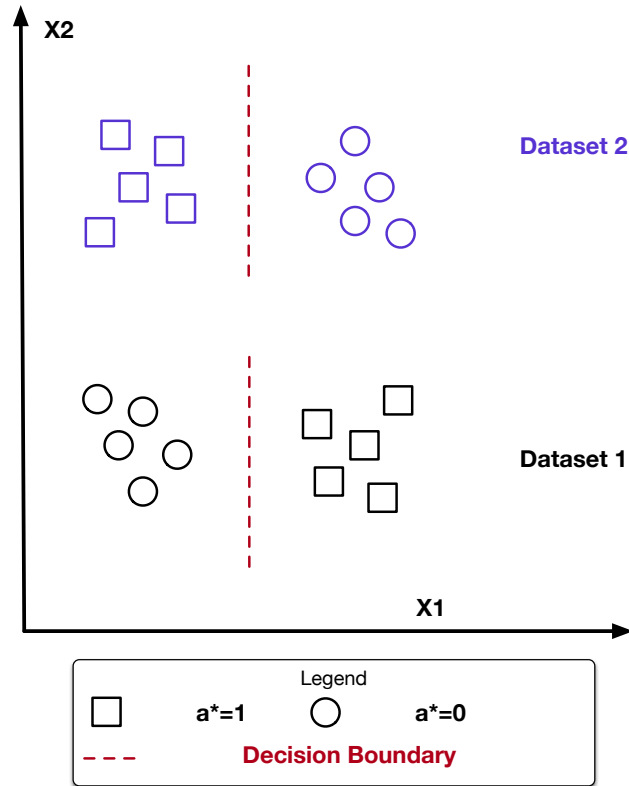 X2
Dataset 2
Dataset 1
X1
Legend
a*=1 a*=0
Decision Boundary